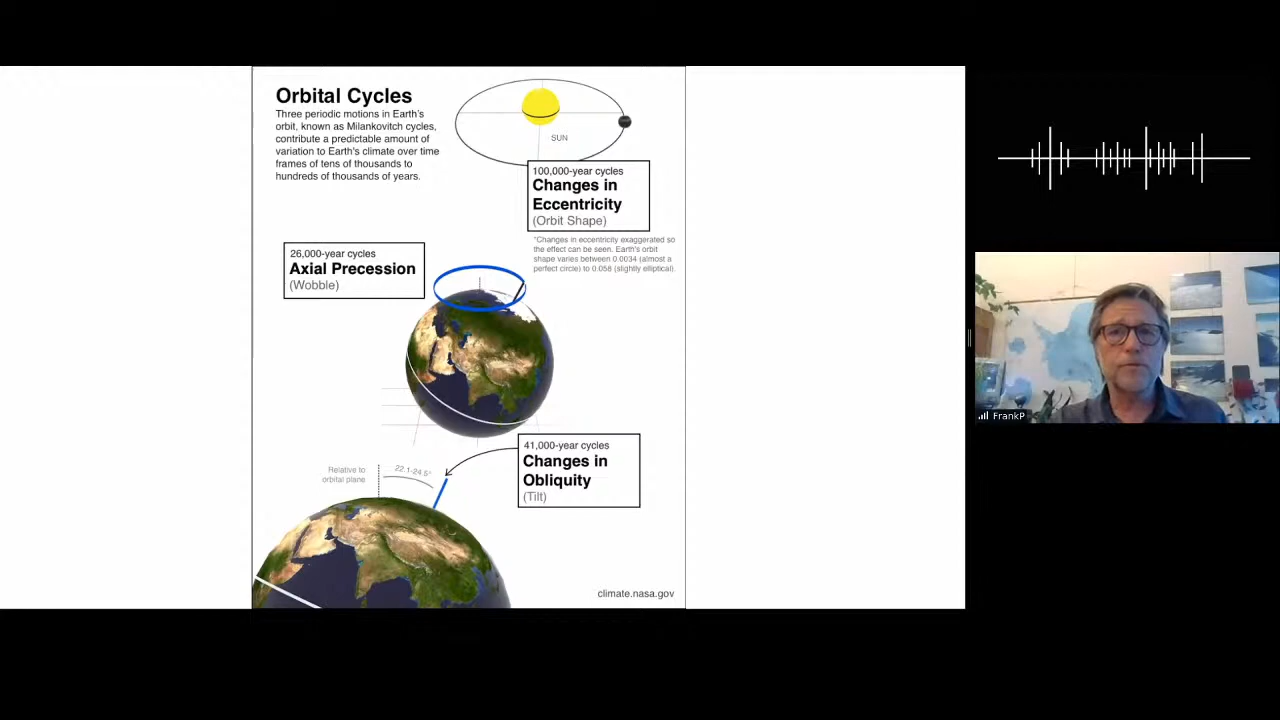 Orbital Cycles
Three periodic motions in Earth's
orbit, known as Milankovitch cycles,
contribute a predictable amount of
variation to Earth's climate over time
frames of tens of thousands to
hundreds of thousands of years.
SUN
100,000-year cycles
Changes in
Eccentricity
(Orbit Shape)
*Changes in eccentricity exaggerated so
the effect can be seen. Earth's orbit
shape varies between 0.0034 (almost a
perfect circle) to 0.058 (slightly elliptical).
26,000-year cycles
Axial Precession
(Wobble)
41,000-year cycles
Changes in
Obliquity
(Tilt)
Relative to
orbital plane
22.1-24.5°
climate.nasa.gov
FrankP